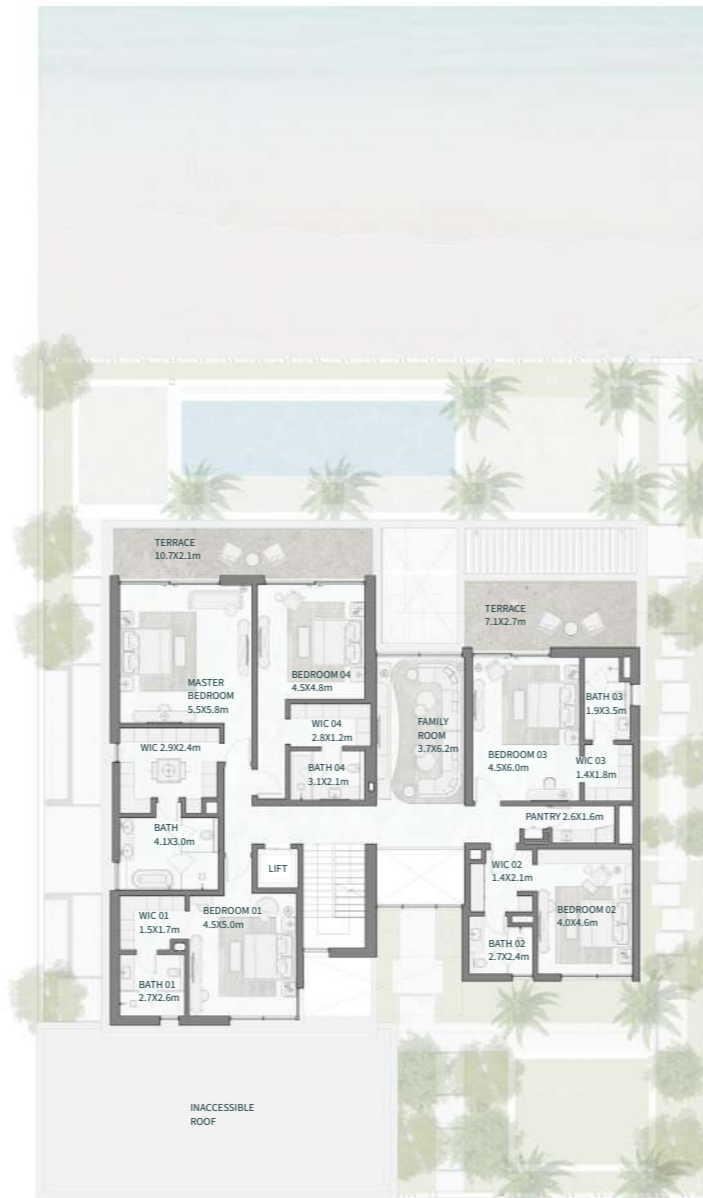 TERRACE
10.7X2.1m
TERRACE
7.1X2.7m
MASTER
BEDROOM
5.5X5.8m
BEDROOM 04
4.5X4.8m
BATH 03
1.9X3.5m
WIC 04
2.8X1.2m
FAMILY
ROOM
3.7X6.2m
WIC 2.9X2.4m
BEDROOM 03
4.5X6.0m
WIC 03
1.4X1.8m
BATH 04
3.1X2.1m
PANTRY 2.6X1.6m
BATH
4.1X3.0m
LIFT
WIC 02
1.4X2.1m
WIC 01
1.5X1.7m
BEDROOM 01
4.5X5.0m
BEDROOM 02
4.0X4.6m
BATH 02
2.7X2.4m
BATH 01
2.7X2.6m
INACCESSIBLE
ROOF